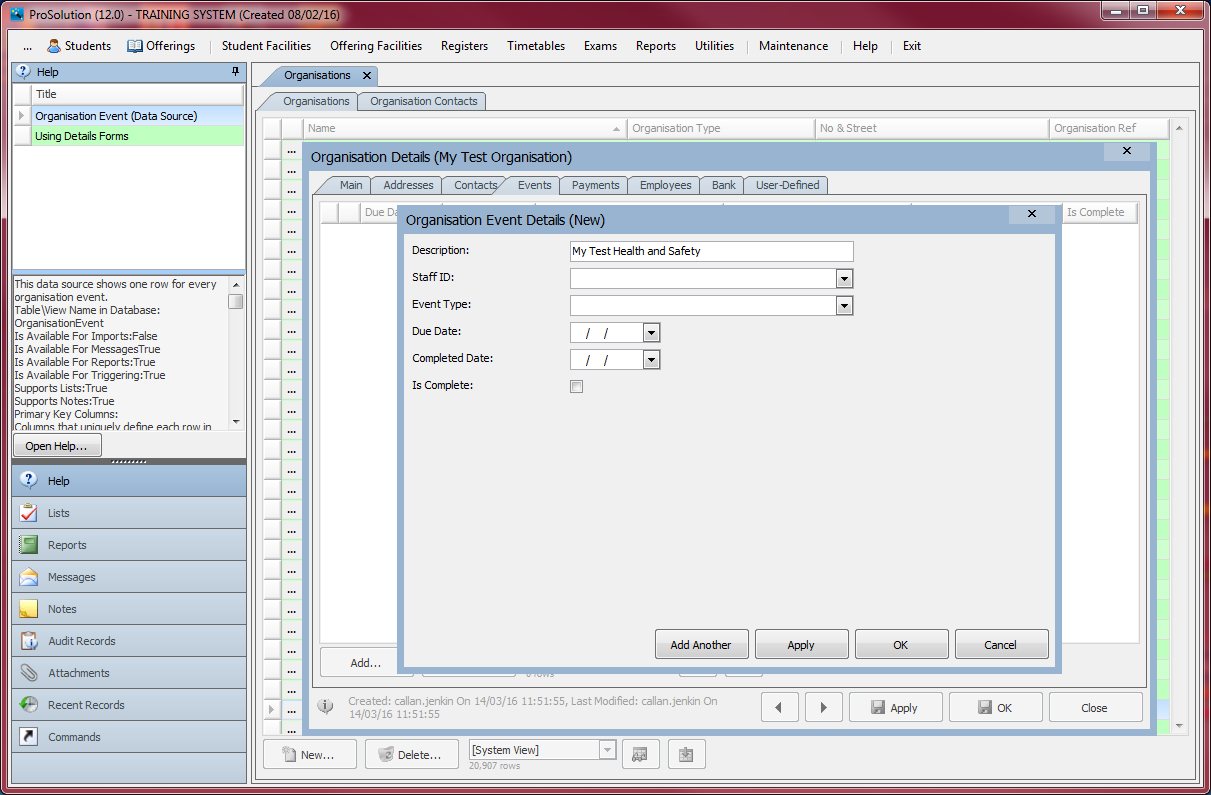 ProSolution (12.0) - TRAINING SYSTEM (Created 08/02/16)
... Students Offerings Student Facilities Offering Facilities Registers Timetables Exams Reports Utilities Maintenance Help Exit
Help
Title
Organisation Event (Data Source)
Using Details Forms
This data source shows one row for every
organisation event.
Table\View Name in Database:
OrganisationEvent
Is Available For Imports:False
Is Available For MessagesTrue
Is Available For Reports:True
Is Available For Triggering:True
Supports Lists:True
Supports Notes:True
Primary Key Columns:
Columns that uniquely define each row in
Open Help...
Help
Lists
Reports
Messages
Notes
Audit Records
Attachments
Recent Records
Commands
Organisations
Organisations Organisation Contacts
Name Organisation Type No & Street Organisation Ref
Organisation Details (My Test Organisation)
Main Addresses Contacts Events Payments Employees Bank User-Defined
Due Da Is Complete
Organisation Event Details (New)
Description: My Test Health and Safety
Staff ID:
Event Type:
Due Date: / /
Completed Date: / /
Is Complete:
Add Another Apply OK Cancel
Add...
0 rows
Created: callan.jenkin On 14/03/16 11:51:55, Last Modified: callan.jenkin On
14/03/16 11:51:55
Apply OK Close
New... Delete... [System View]
20,907 rows